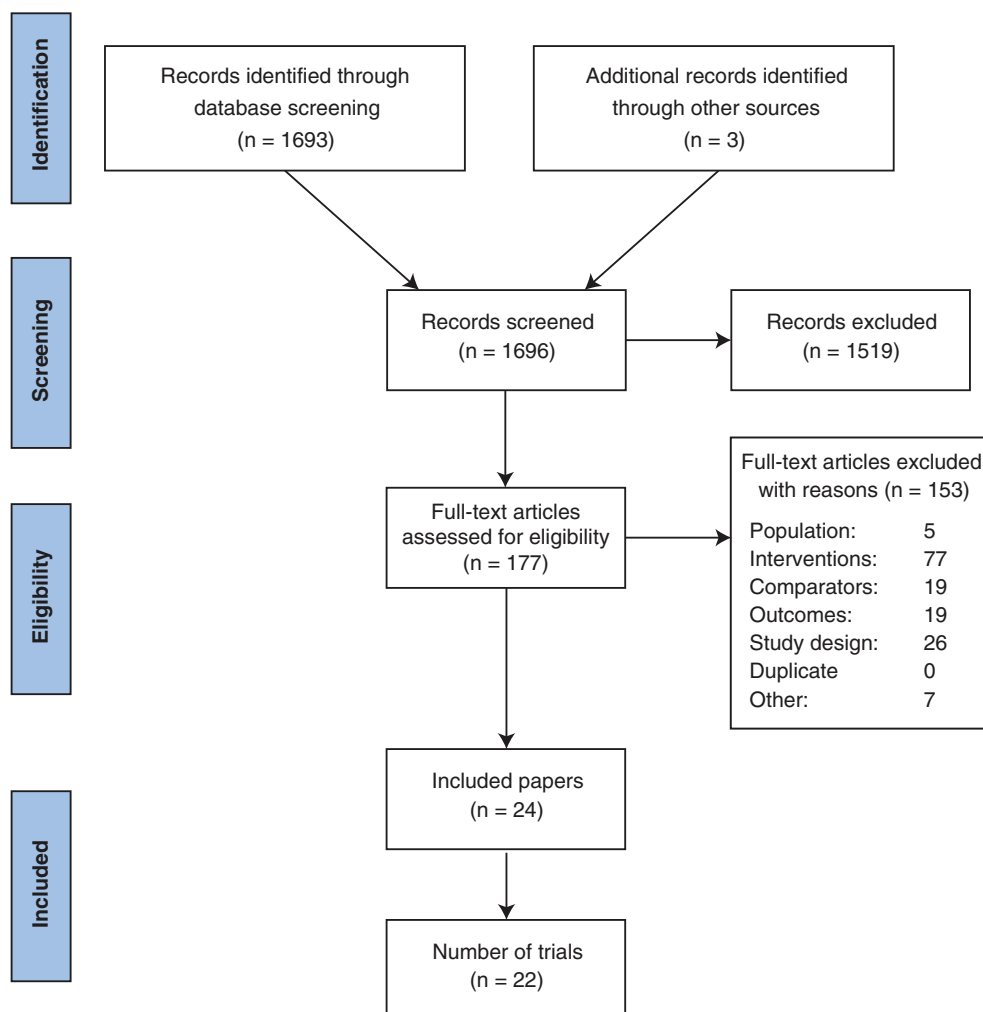 Identification
Records identified through
database screening
(n = 1693)
Additional records identified
through other sources
(n = 3)
Screening
Records screened
(n = 1696)
Records excluded
(n = 1519)
Eligibility
Full-text articles
assessed for eligibility
(n = 177)
Full-text articles excluded
with reasons (n = 153)
Population: 5
Interventions: 77
Comparators: 19
Outcomes: 19
Study design: 26
Duplicate 0
Other: 7
Included
Included papers
(n = 24)
Number of trials
(n = 22)